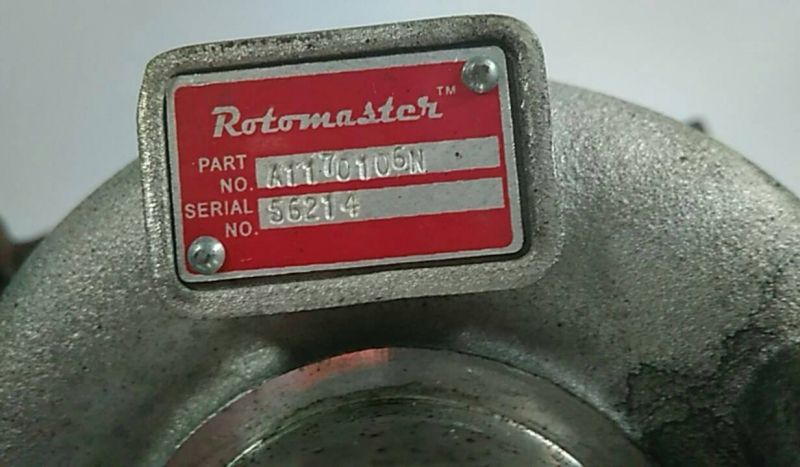 Rotomaster™
PART NO. A1170106N
SERIAL NO. 56214